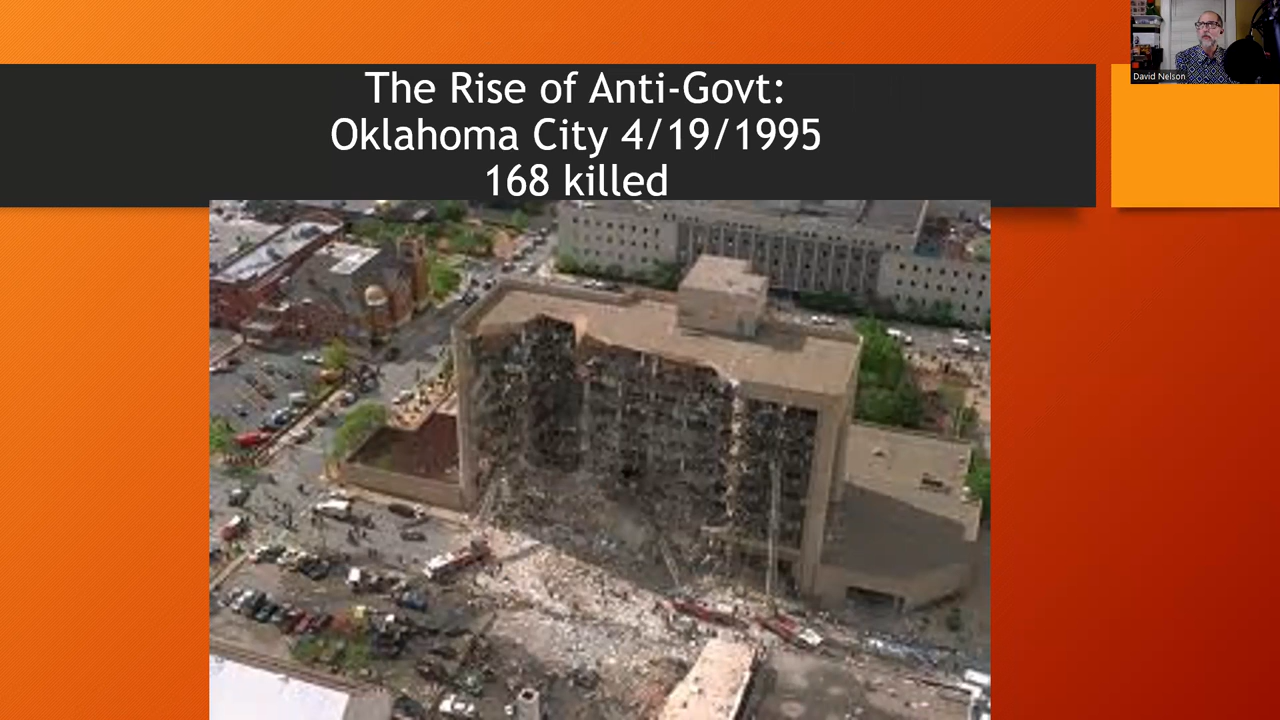 The Rise of Anti-Govt:
Oklahoma City 4/19/1995
168 killed
David Nelson